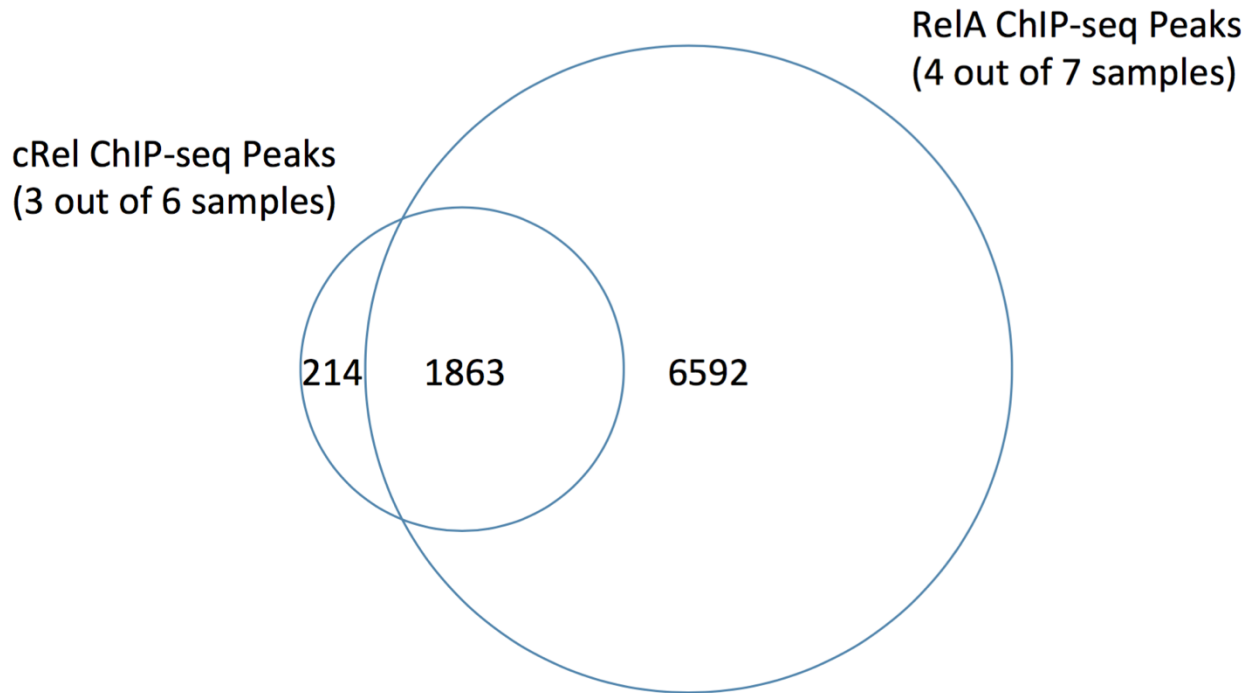 RelA ChIP-seq Peaks
(4 out of 7 samples)
cRel ChIP-seq Peaks
(3 out of 6 samples)
214 1863 6592